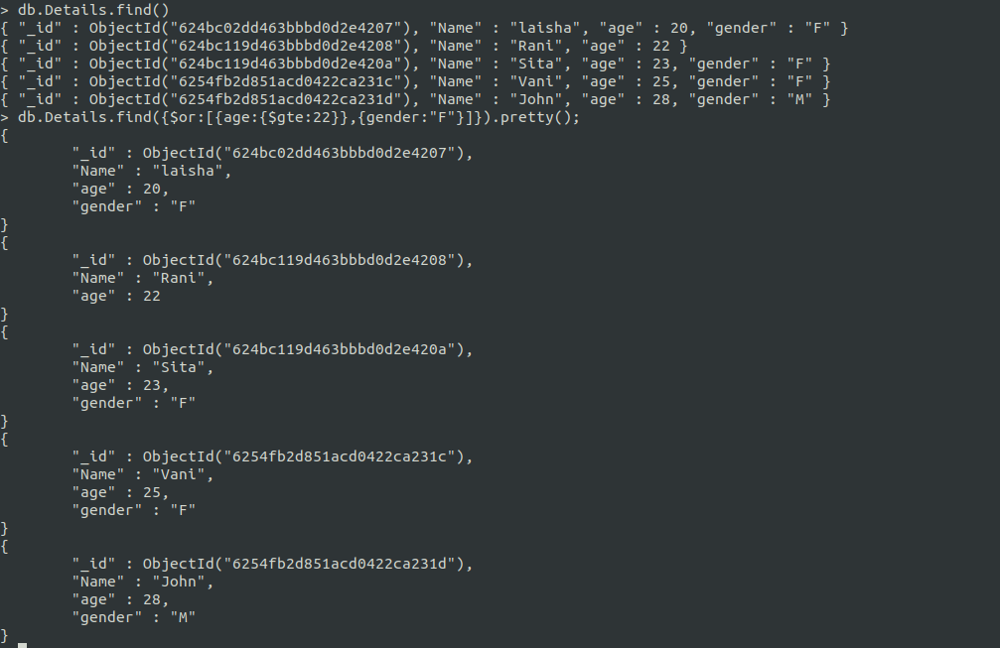 > db.Details.find()
{ "_id" : ObjectId("624bc02dd463bbbd0d2e4207"), "Name" : "laisha", "age" : 20, "gender" : "F" }
{ "_id" : ObjectId("624bc119d463bbbd0d2e4208"), "Name" : "Rani", "age" : 22 }
{ "_id" : ObjectId("624bc119d463bbbd0d2e420a"), "Name" : "Sita", "age" : 23, "gender" : "F" }
{ "_id" : ObjectId("6254fb2d851acd0422ca231c"), "Name" : "Vani", "age" : 25, "gender" : "F" }
{ "_id" : ObjectId("6254fb2d851acd0422ca231d"), "Name" : "John", "age" : 28, "gender" : "M" }
> db.Details.find({$or:[{age:{$gte:22}},{gender:"F"}]}).pretty();
{
        "_id" : ObjectId("624bc02dd463bbbd0d2e4207"),
        "Name" : "laisha",
        "age" : 20,
        "gender" : "F"
}
{
        "_id" : ObjectId("624bc119d463bbbd0d2e4208"),
        "Name" : "Rani",
        "age" : 22
}
{
        "_id" : ObjectId("624bc119d463bbbd0d2e420a"),
        "Name" : "Sita",
        "age" : 23,
        "gender" : "F"
}
{
        "_id" : ObjectId("6254fb2d851acd0422ca231c"),
        "Name" : "Vani",
        "age" : 25,
        "gender" : "F"
}
{
        "_id" : ObjectId("6254fb2d851acd0422ca231d"),
        "Name" : "John",
        "age" : 28,
        "gender" : "M"
}